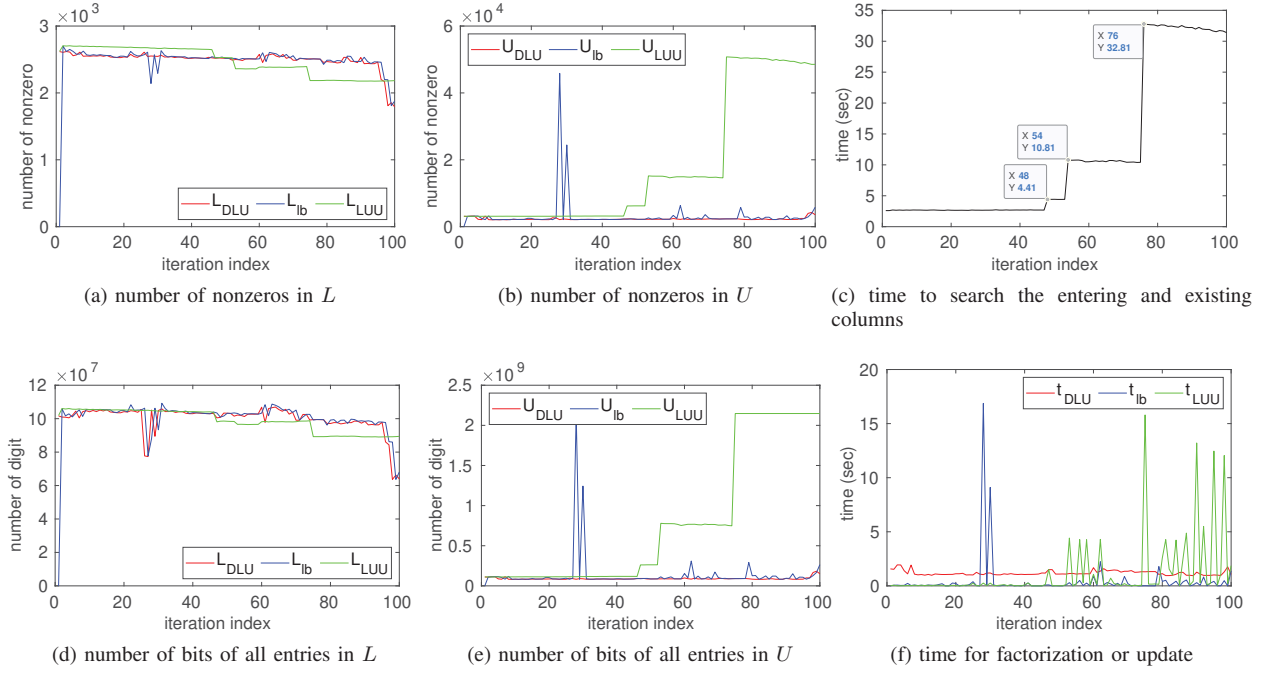 ×10³
3
2
1
0
number of nonzero
L_DLU L_lb L_LUU
0 20 40 60 80 100
iteration index
(a) number of nonzeros in L
×10⁴
6
4
2
0
number of nonzero
U_DLU U_lb U_LUU
0 20 40 60 80 100
iteration index
(b) number of nonzeros in U
35
30
25
20
15
10
5
0
time (sec)
X 76
Y 32.81
X 54
Y 10.81
X 48
Y 4.41
0 20 40 60 80 100
iteration index
(c) time to search the entering and existing
columns
×10⁷
12
10
8
6
4
2
0
number of digit
L_DLU L_lb L_LUU
0 20 40 60 80 100
iteration index
(d) number of bits of all entries in L
×10⁹
2.5
2
1.5
1
0.5
0
number of digit
U_DLU U_lb U_LUU
0 20 40 60 80 100
iteration index
(e) number of bits of all entries in U
20
15
10
5
0
time (sec)
t_DLU t_lb t_LUU
0 20 40 60 80 100
iteration index
(f) time for factorization or update